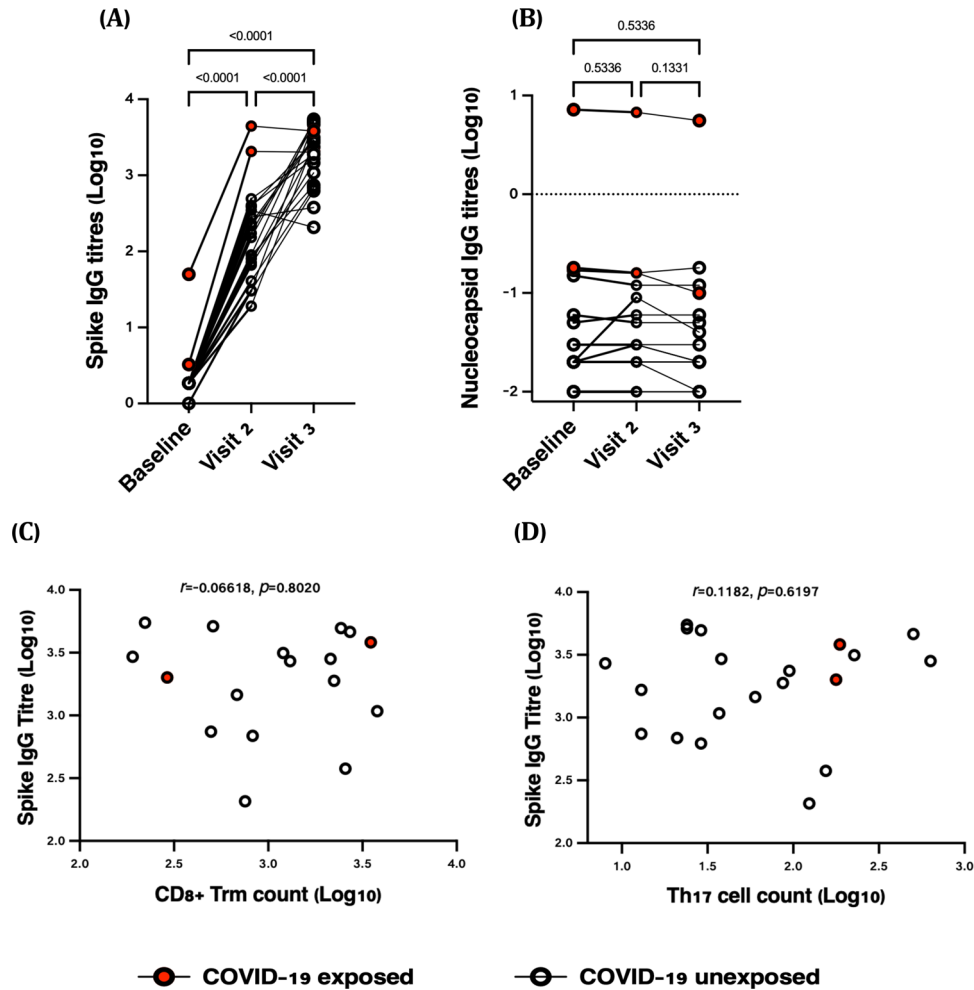 (A)
<0.0001
<0.0001 <0.0001
Spike IgG titres (Log10)
4
3
2
1
0
Baseline
Visit 2
Visit 3
(B)
0.5336
0.5336 0.1331
Nucleocapsid IgG titres (Log10)
1
0
-1
-2
Baseline
Visit 2
Visit 3
(C)
r=-0.06618, p=0.8020
Spike IgG Titre (Log10)
4.0
3.5
3.0
2.5
2.0
2.0 2.5 3.0 3.5 4.0
CD8+ Trm count (Log10)
(D)
r=0.1182, p=0.6197
Spike IgG Titre (Log10)
4.0
3.5
3.0
2.5
2.0
1.0 1.5 2.0 2.5 3.0
Th17 cell count (Log10)
COVID-19 exposed
COVID-19 unexposed